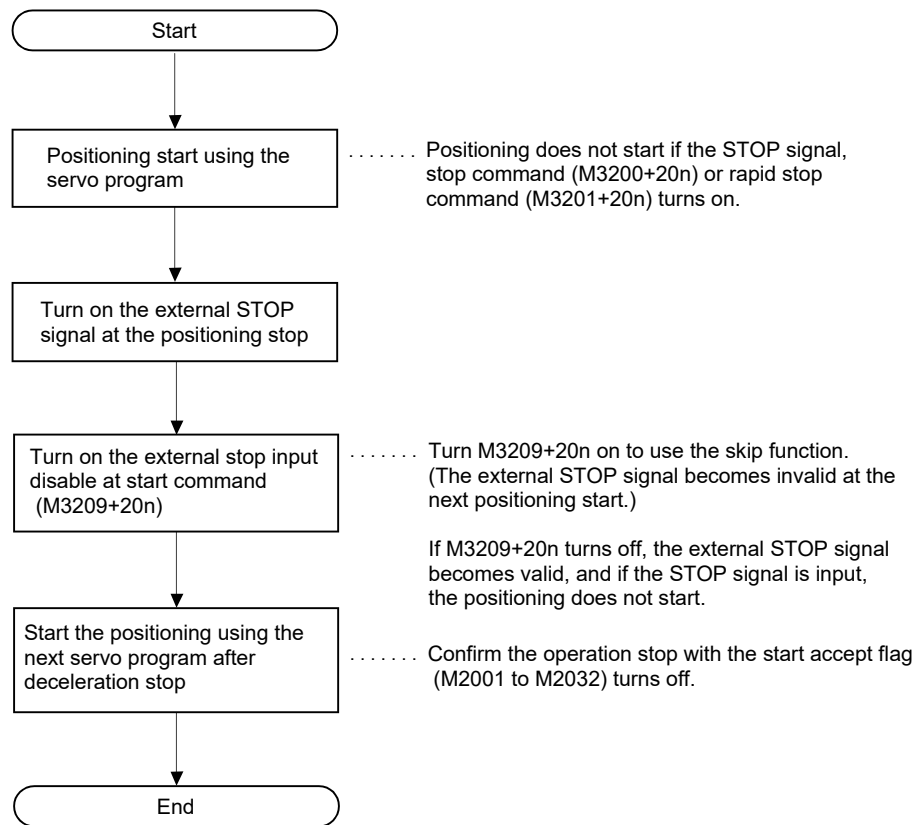 Start
Positioning start using the
servo program
. . . . . . . Positioning does not start if the STOP signal,
stop command (M3200+20n) or rapid stop
command (M3201+20n) turns on.
Turn on the external STOP
signal at the positioning stop
Turn on the external stop input
disable at start command
(M3209+20n)
. . . . . . . Turn M3209+20n on to use the skip function.
(The external STOP signal becomes invalid at the
next positioning start.)
If M3209+20n turns off, the external STOP signal
becomes valid, and if the STOP signal is input,
the positioning does not start.
Start the positioning using the
next servo program after
deceleration stop
. . . . . . . Confirm the operation stop with the start accept flag
(M2001 to M2032) turns off.
End